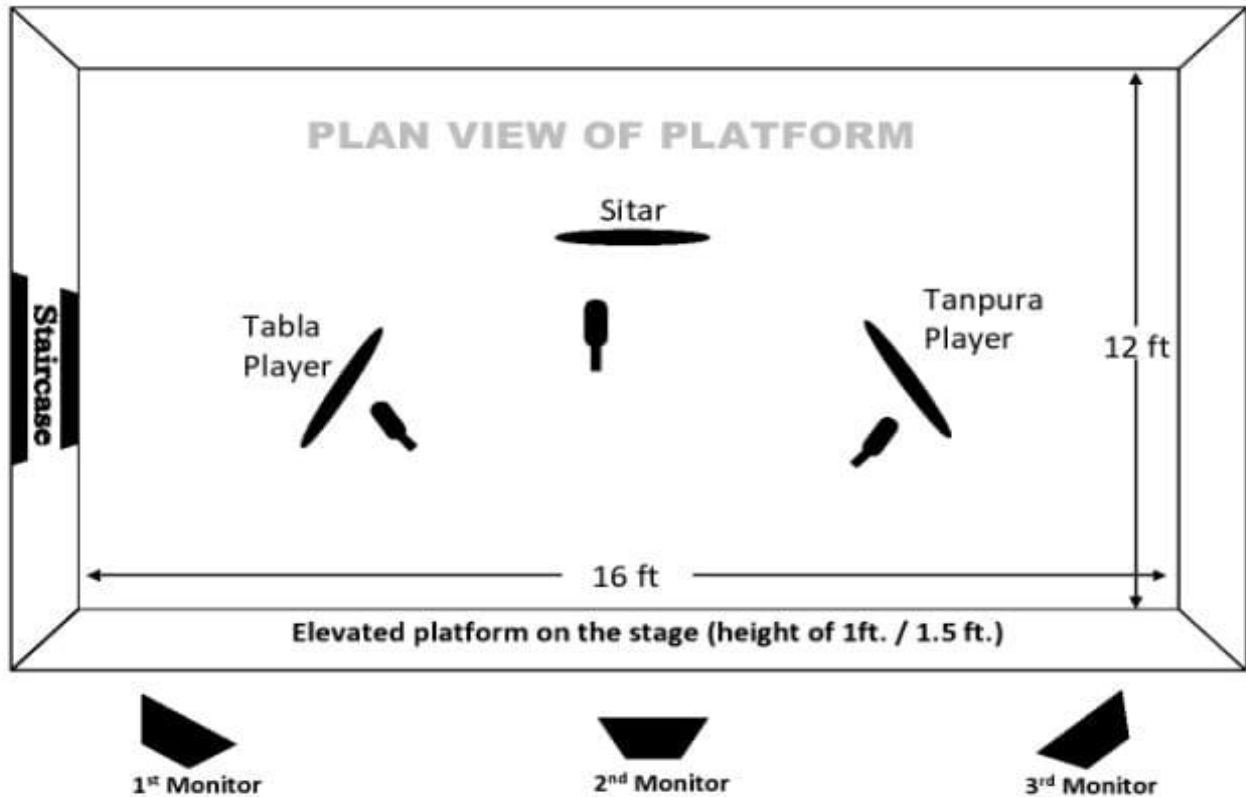 PLAN VIEW OF PLATFORM
Sitar
Tabla
Player
Tanpura
Player
Staircase
12 ft
16 ft
Elevated platform on the stage (height of 1ft. / 1.5 ft.)
1st Monitor
2nd Monitor
3rd Monitor